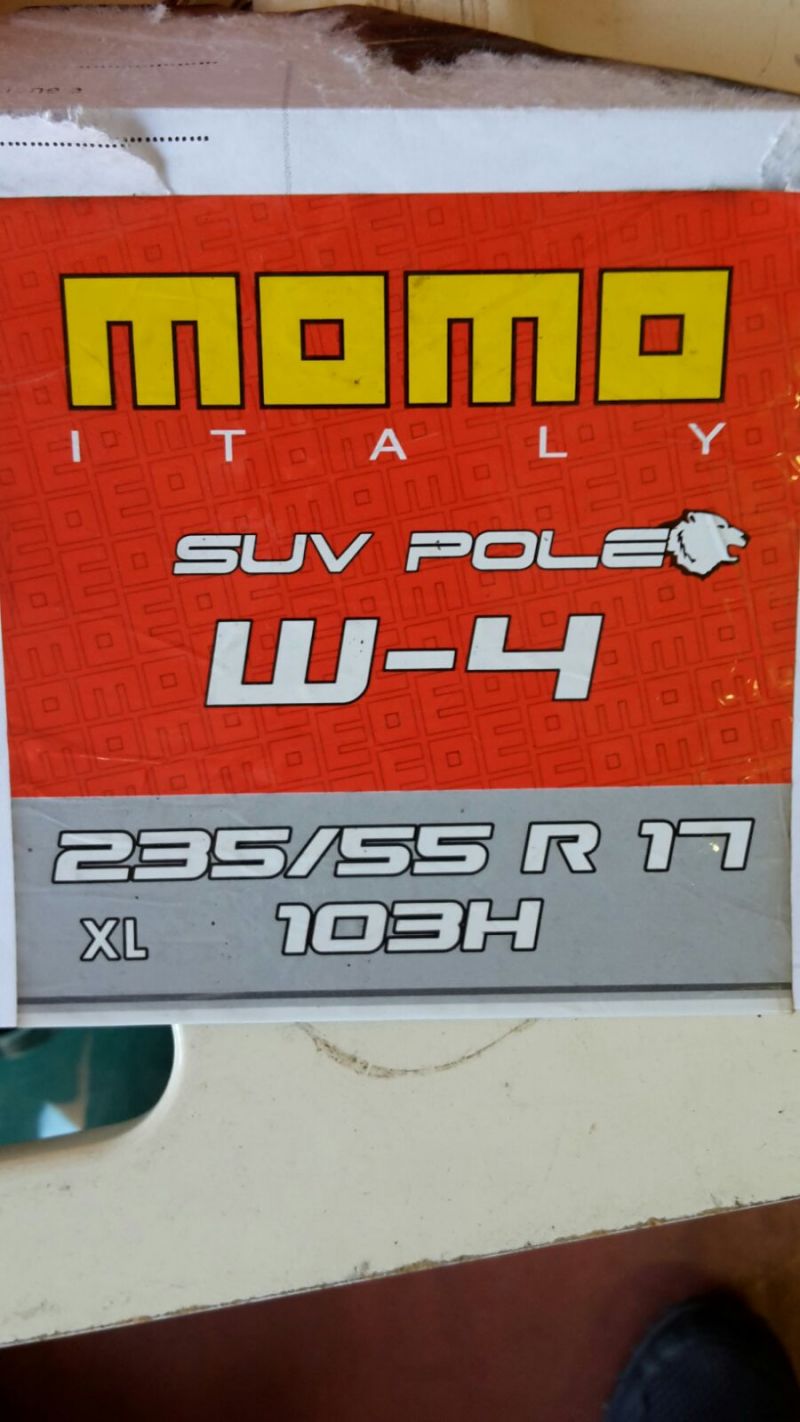 momo
ITALY
SUV POLE
W-4
235/55 R 17
XL 103H